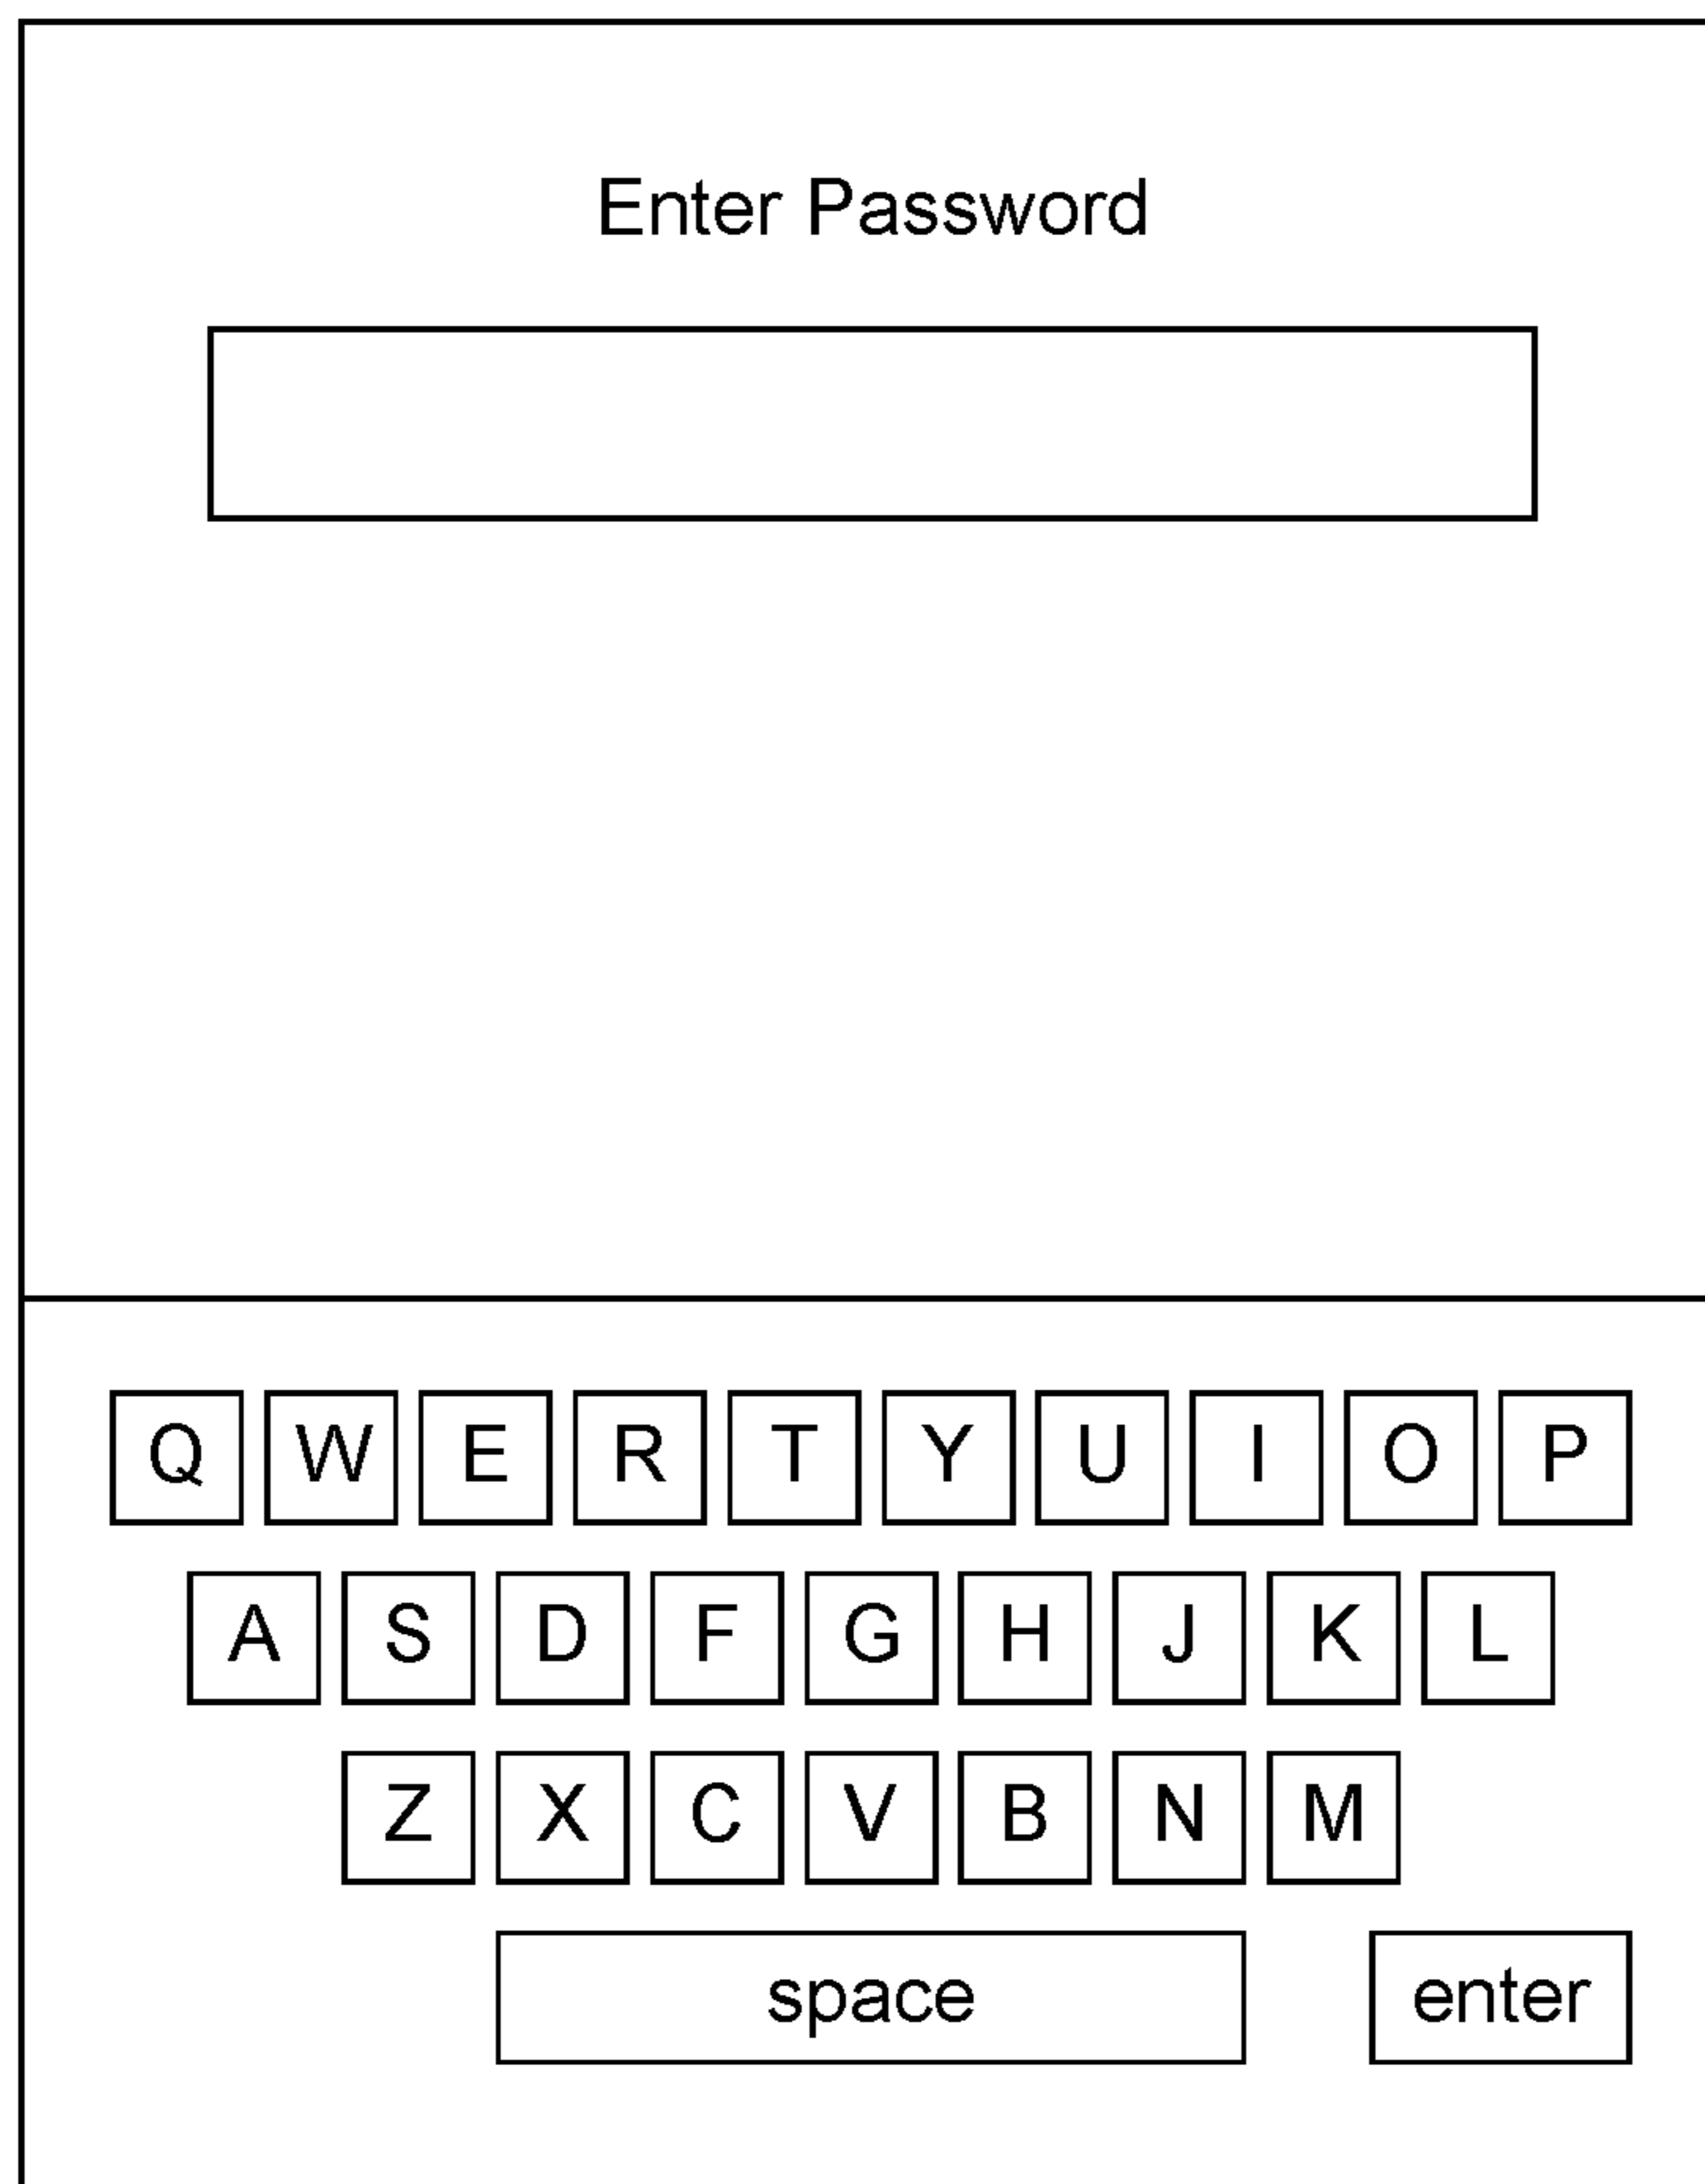 Enter Password
Q W E R T Y U I O P
A S D F G H J K L
Z X C V B N M
space enter